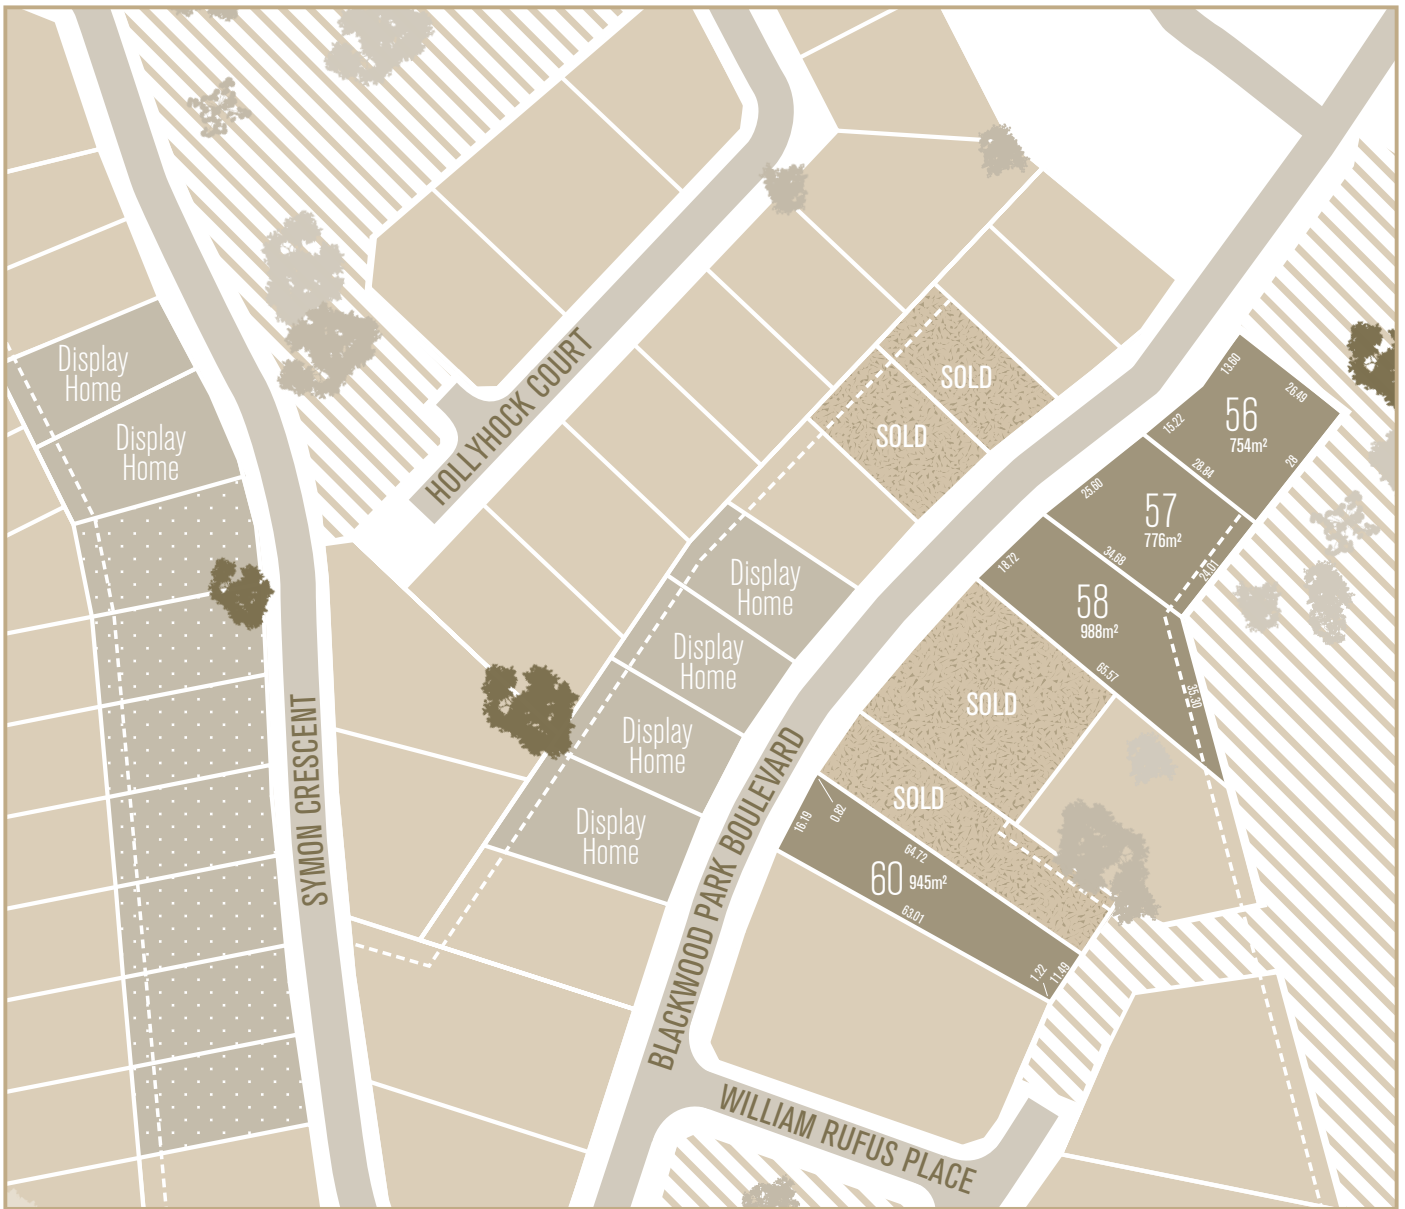 Display
Home
Display
Home
HOLLYHOCK COURT
SOLD
SOLD
13.60
26.49
56
754m²
15.22
28.84
28
25.60
57
776m²
34.68
24.01
18.72
58
988m²
65.57
35.30
Display
Home
Display
Home
Display
Home
Display
Home
SOLD
SOLD
16.19
0.82
64.72
60 945m²
63.01
1.22
11.49
SYMON CRESCENT
BLACKWOOD PARK BOULEVARD
WILLIAM RUFUS PLACE